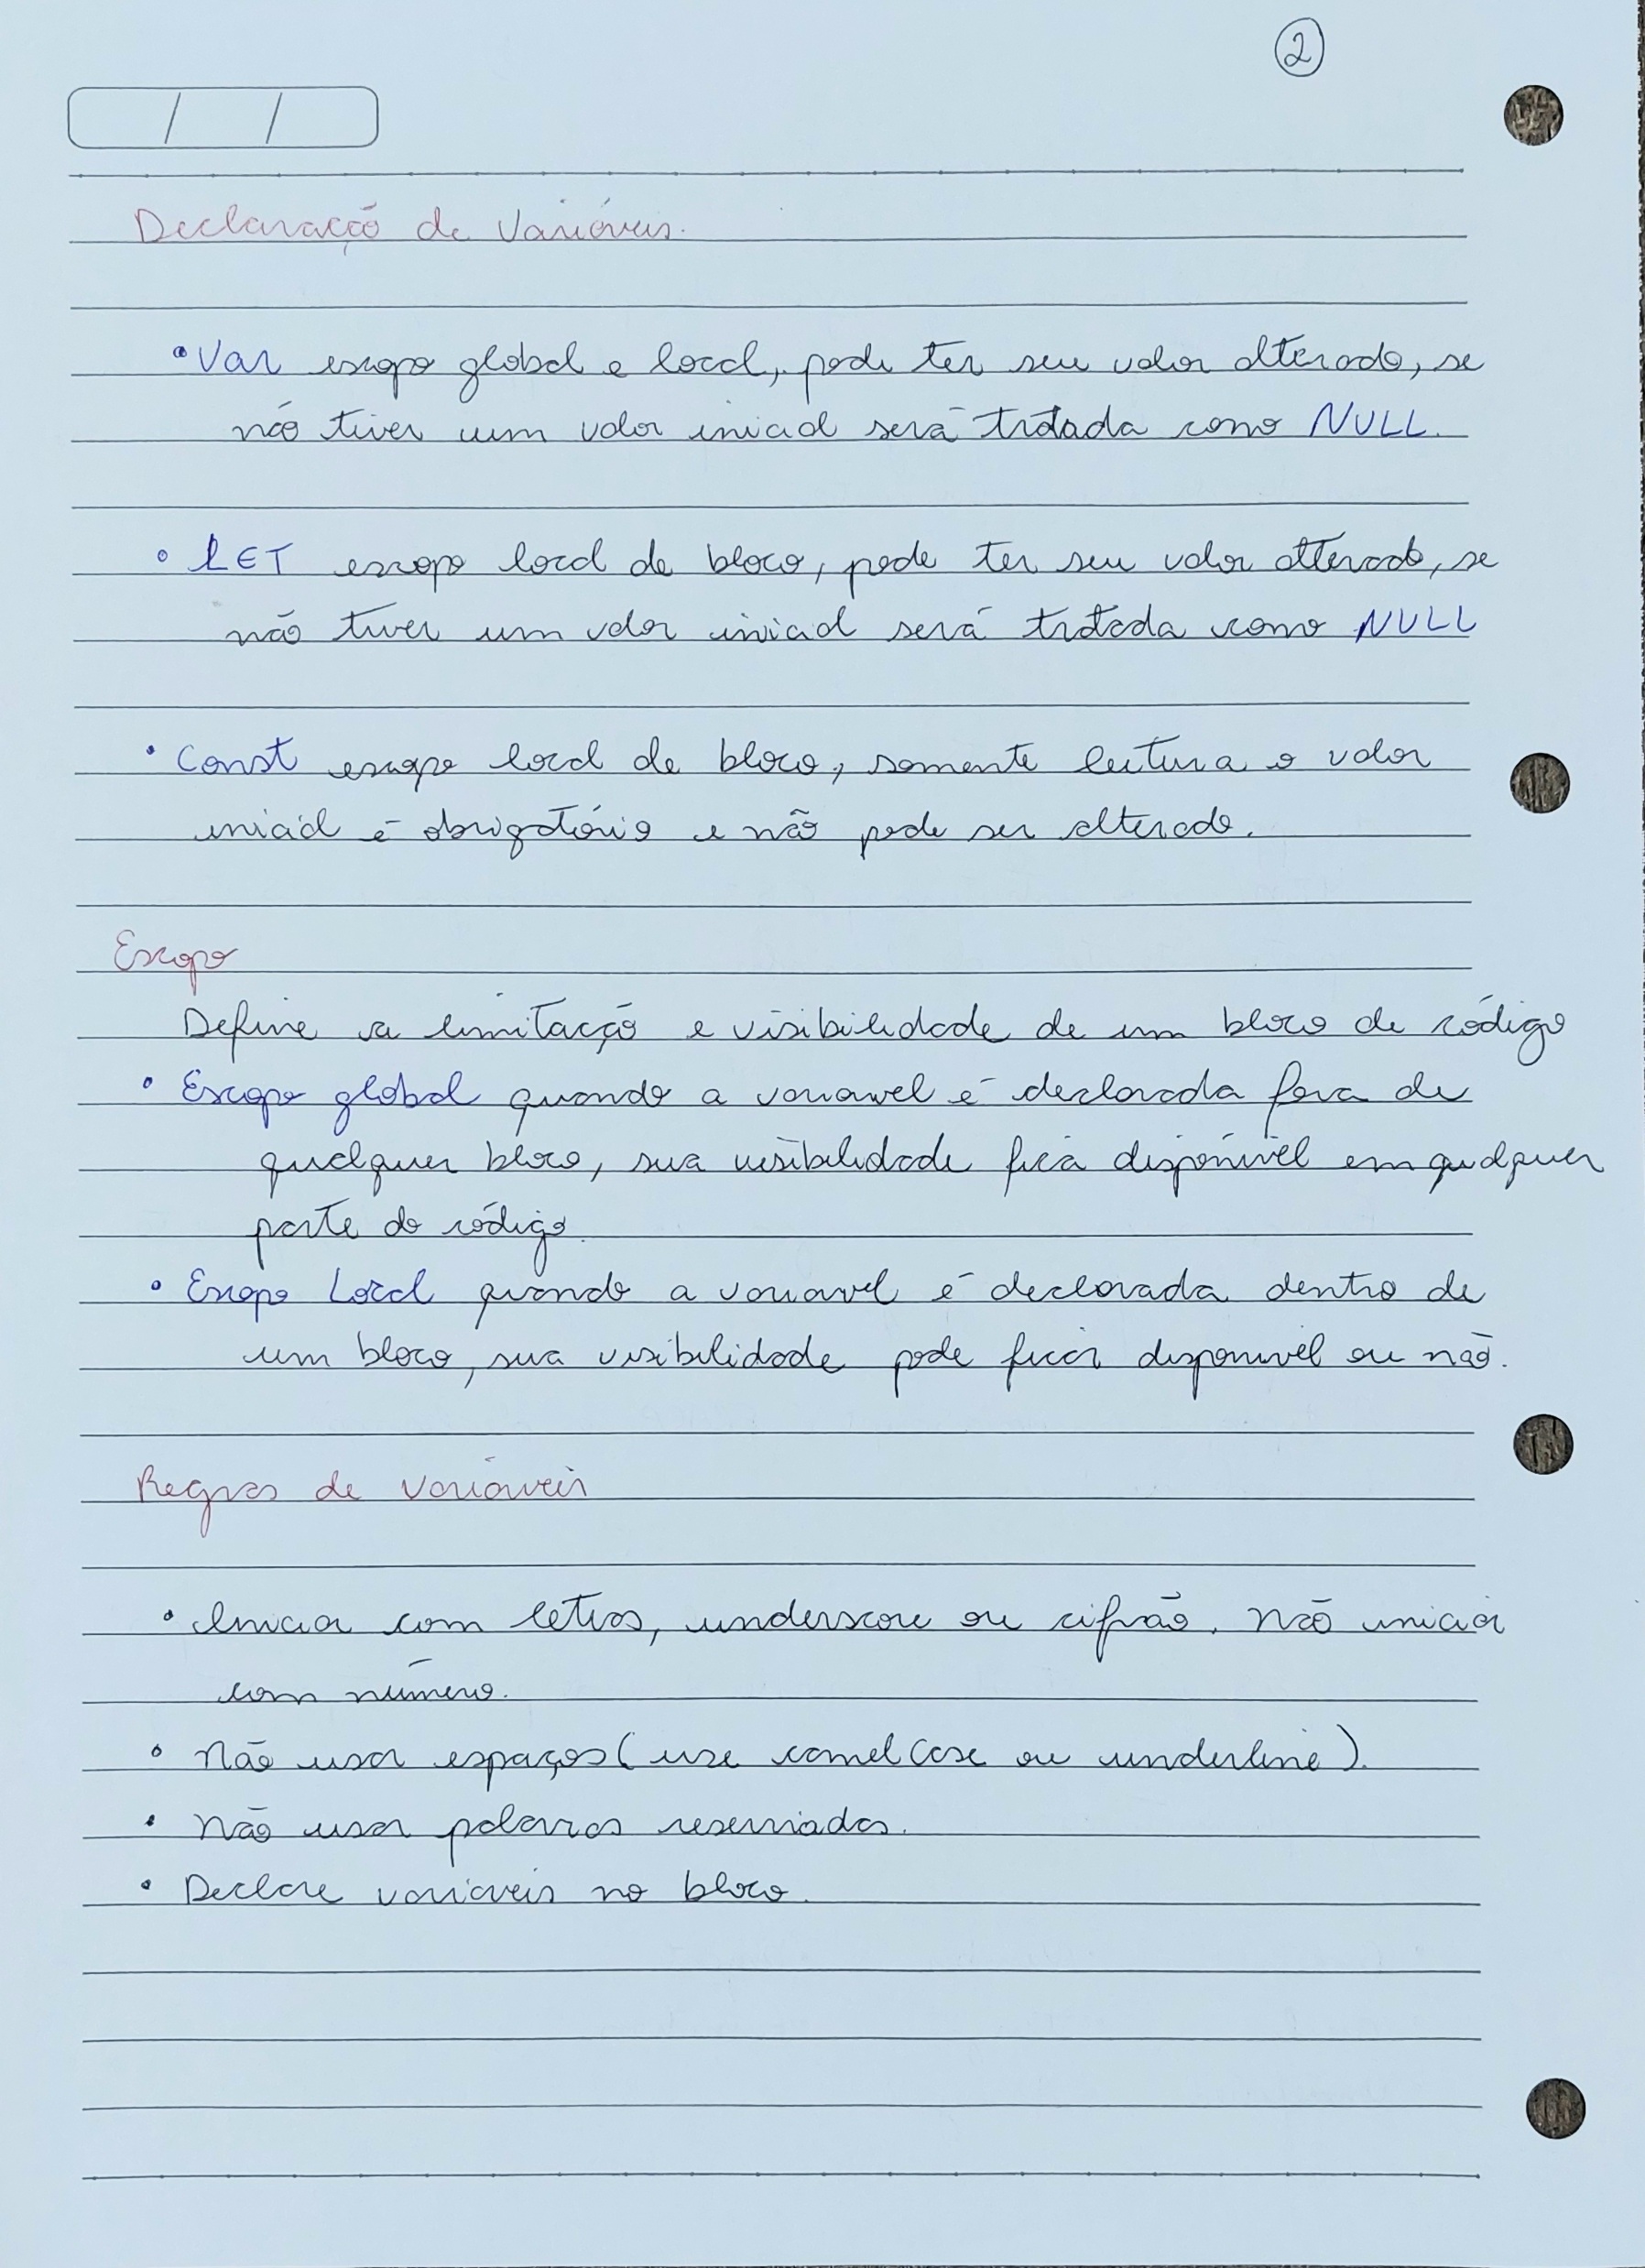 2
/ /
Declaração de Variáveis.
• Var escopo global e local, pode ter seu valor alterado, se
não tiver um valor inicial será tratada como NULL.
• LET escopo local de bloco, pode ter seu valor alterado, se
não tiver um valor inicial será tratada como NULL
• Const escopo local de bloco, somente leitura o valor
inicial é obrigatório e não pode ser alterado.
Escopo
Define a limitação e visibilidade de um bloco de código
• Escopo global quando a variavel é declarada fora de
qualquer bloco, sua visibilidade fica disponível em qualquer
parte do código.
• Escopo Local quando a variavel é declarada dentro de
um bloco, sua visibilidade pode ficar disponivel ou não.
Regras de variáveis
• Iniciar com letras, underscore ou cifrão. Não iniciar
com número.
• Não usar espaços (use camelCase ou underline).
• Não usar palavras reservadas.
• Declare variáveis no bloco.